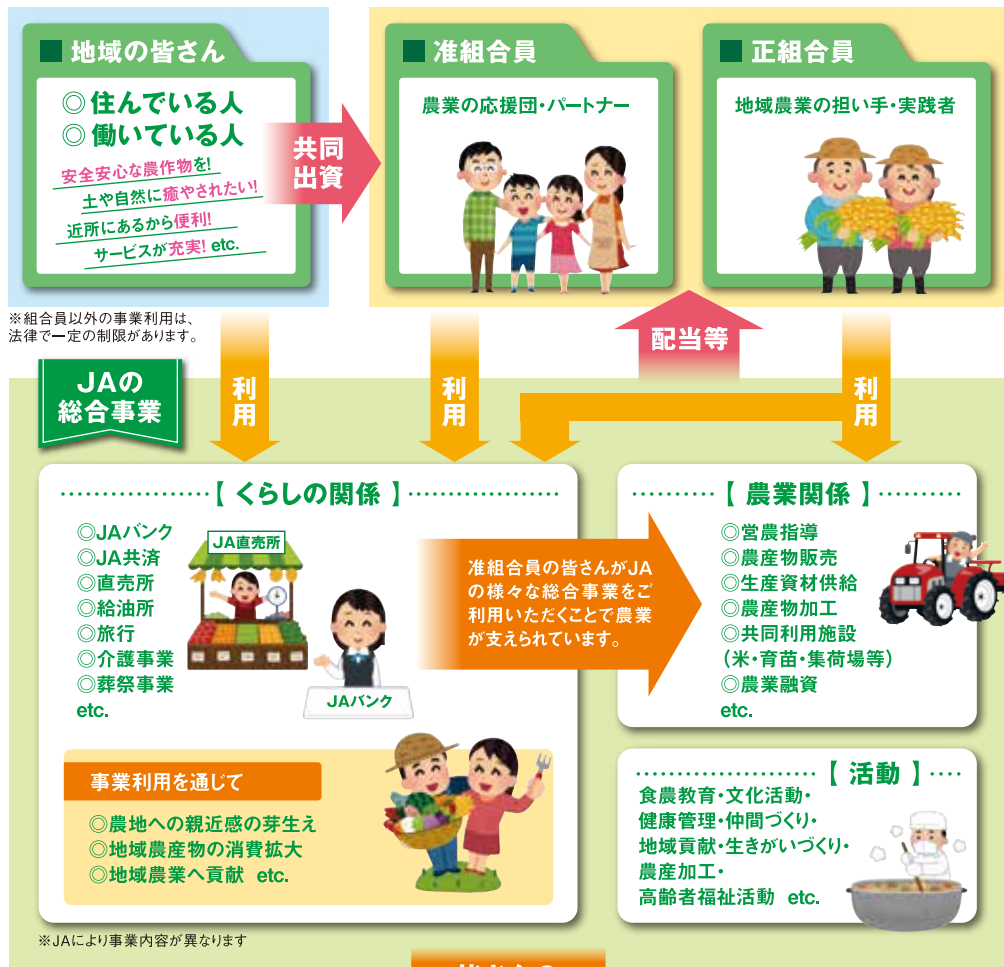 ■ 地域の皆さん
◎住んでいる人
◎働いている人
安全安心な農作物を!
土や自然に癒やされたい!
近所にあるから便利!
サービスが充実! etc.
共同
出資
■ 准組合員
農業の応援団・パートナー
■ 正組合員
地域農業の担い手・実践者
※組合員以外の事業利用は、
法律で一定の制限があります。
配当等
JAの
総合事業
利用
利用
利用
【 くらしの関係 】
◎JAバンク
◎JA共済
◎直売所
◎給油所
◎旅行
◎介護事業
◎葬祭事業
etc.
JA直売所
JAバンク
准組合員の皆さんがJA
の様々な総合事業をご
利用いただくことで農業
が支えられています。
【 農業関係 】
◎営農指導
◎農産物販売
◎生産資材供給
◎農産物加工
◎共同利用施設
(米・育苗・集荷場等)
◎農業融資
etc.
事業利用を通じて
◎農地への親近感の芽生え
◎地域農産物の消費拡大
◎地域農業へ貢献 etc.
【 活動 】
食農教育・文化活動・
健康管理・仲間づくり・
地域貢献・生きがいづくり・
農産加工・
高齢者福祉活動 etc.
※JAにより事業内容が異なります